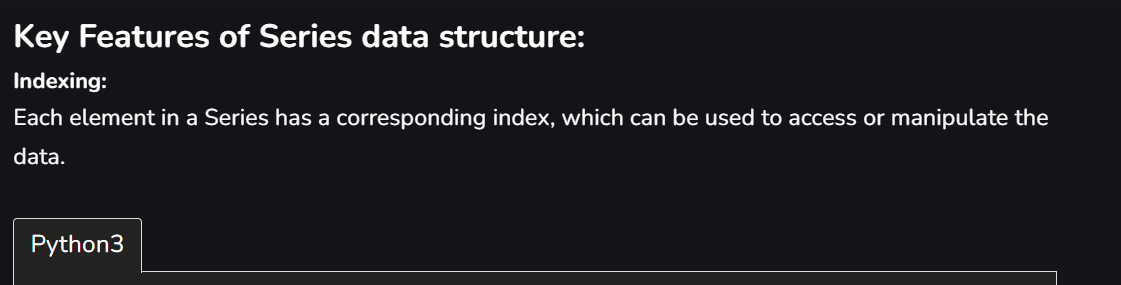 Key Features of Series data structure:
Indexing:
Each element in a Series has a corresponding index, which can be used to access or manipulate the
data.
Python3